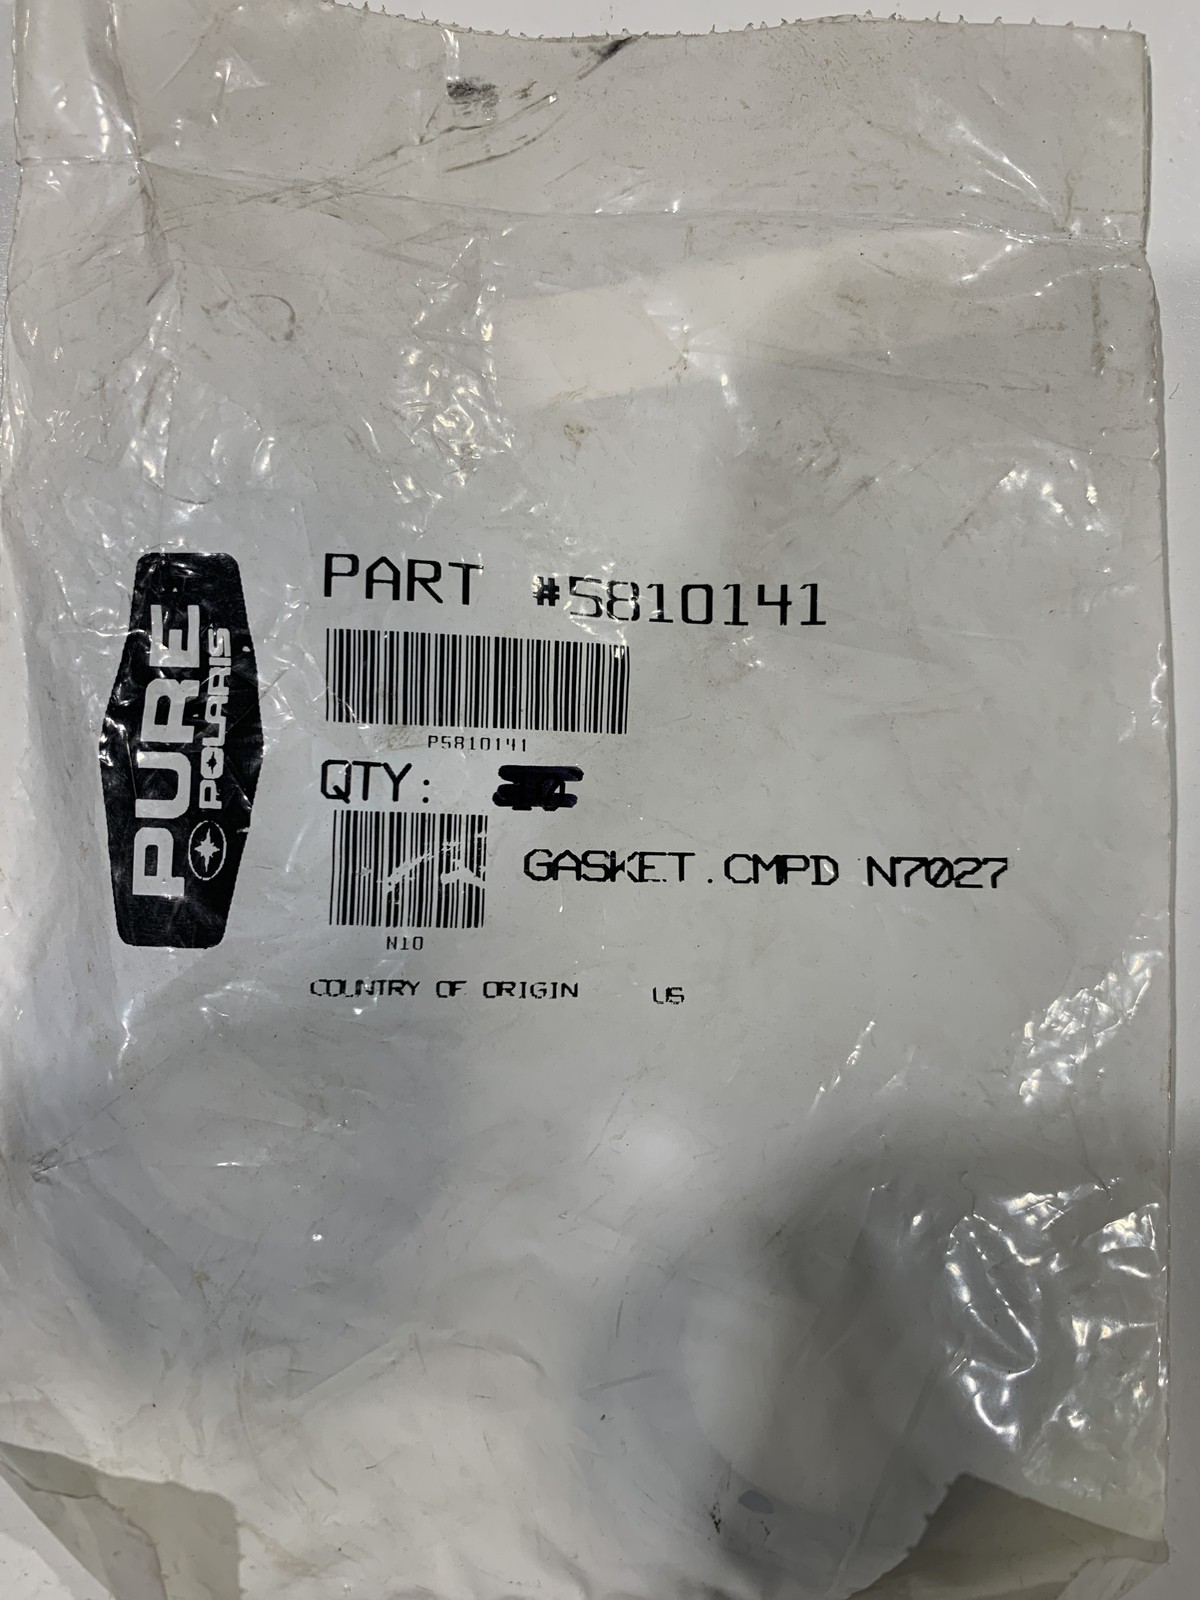 PURE
POLARIS
PART #5810141
P5810141
QTY:
GASKET.CMPD N7027
N10
COUNTRY OF ORIGIN US